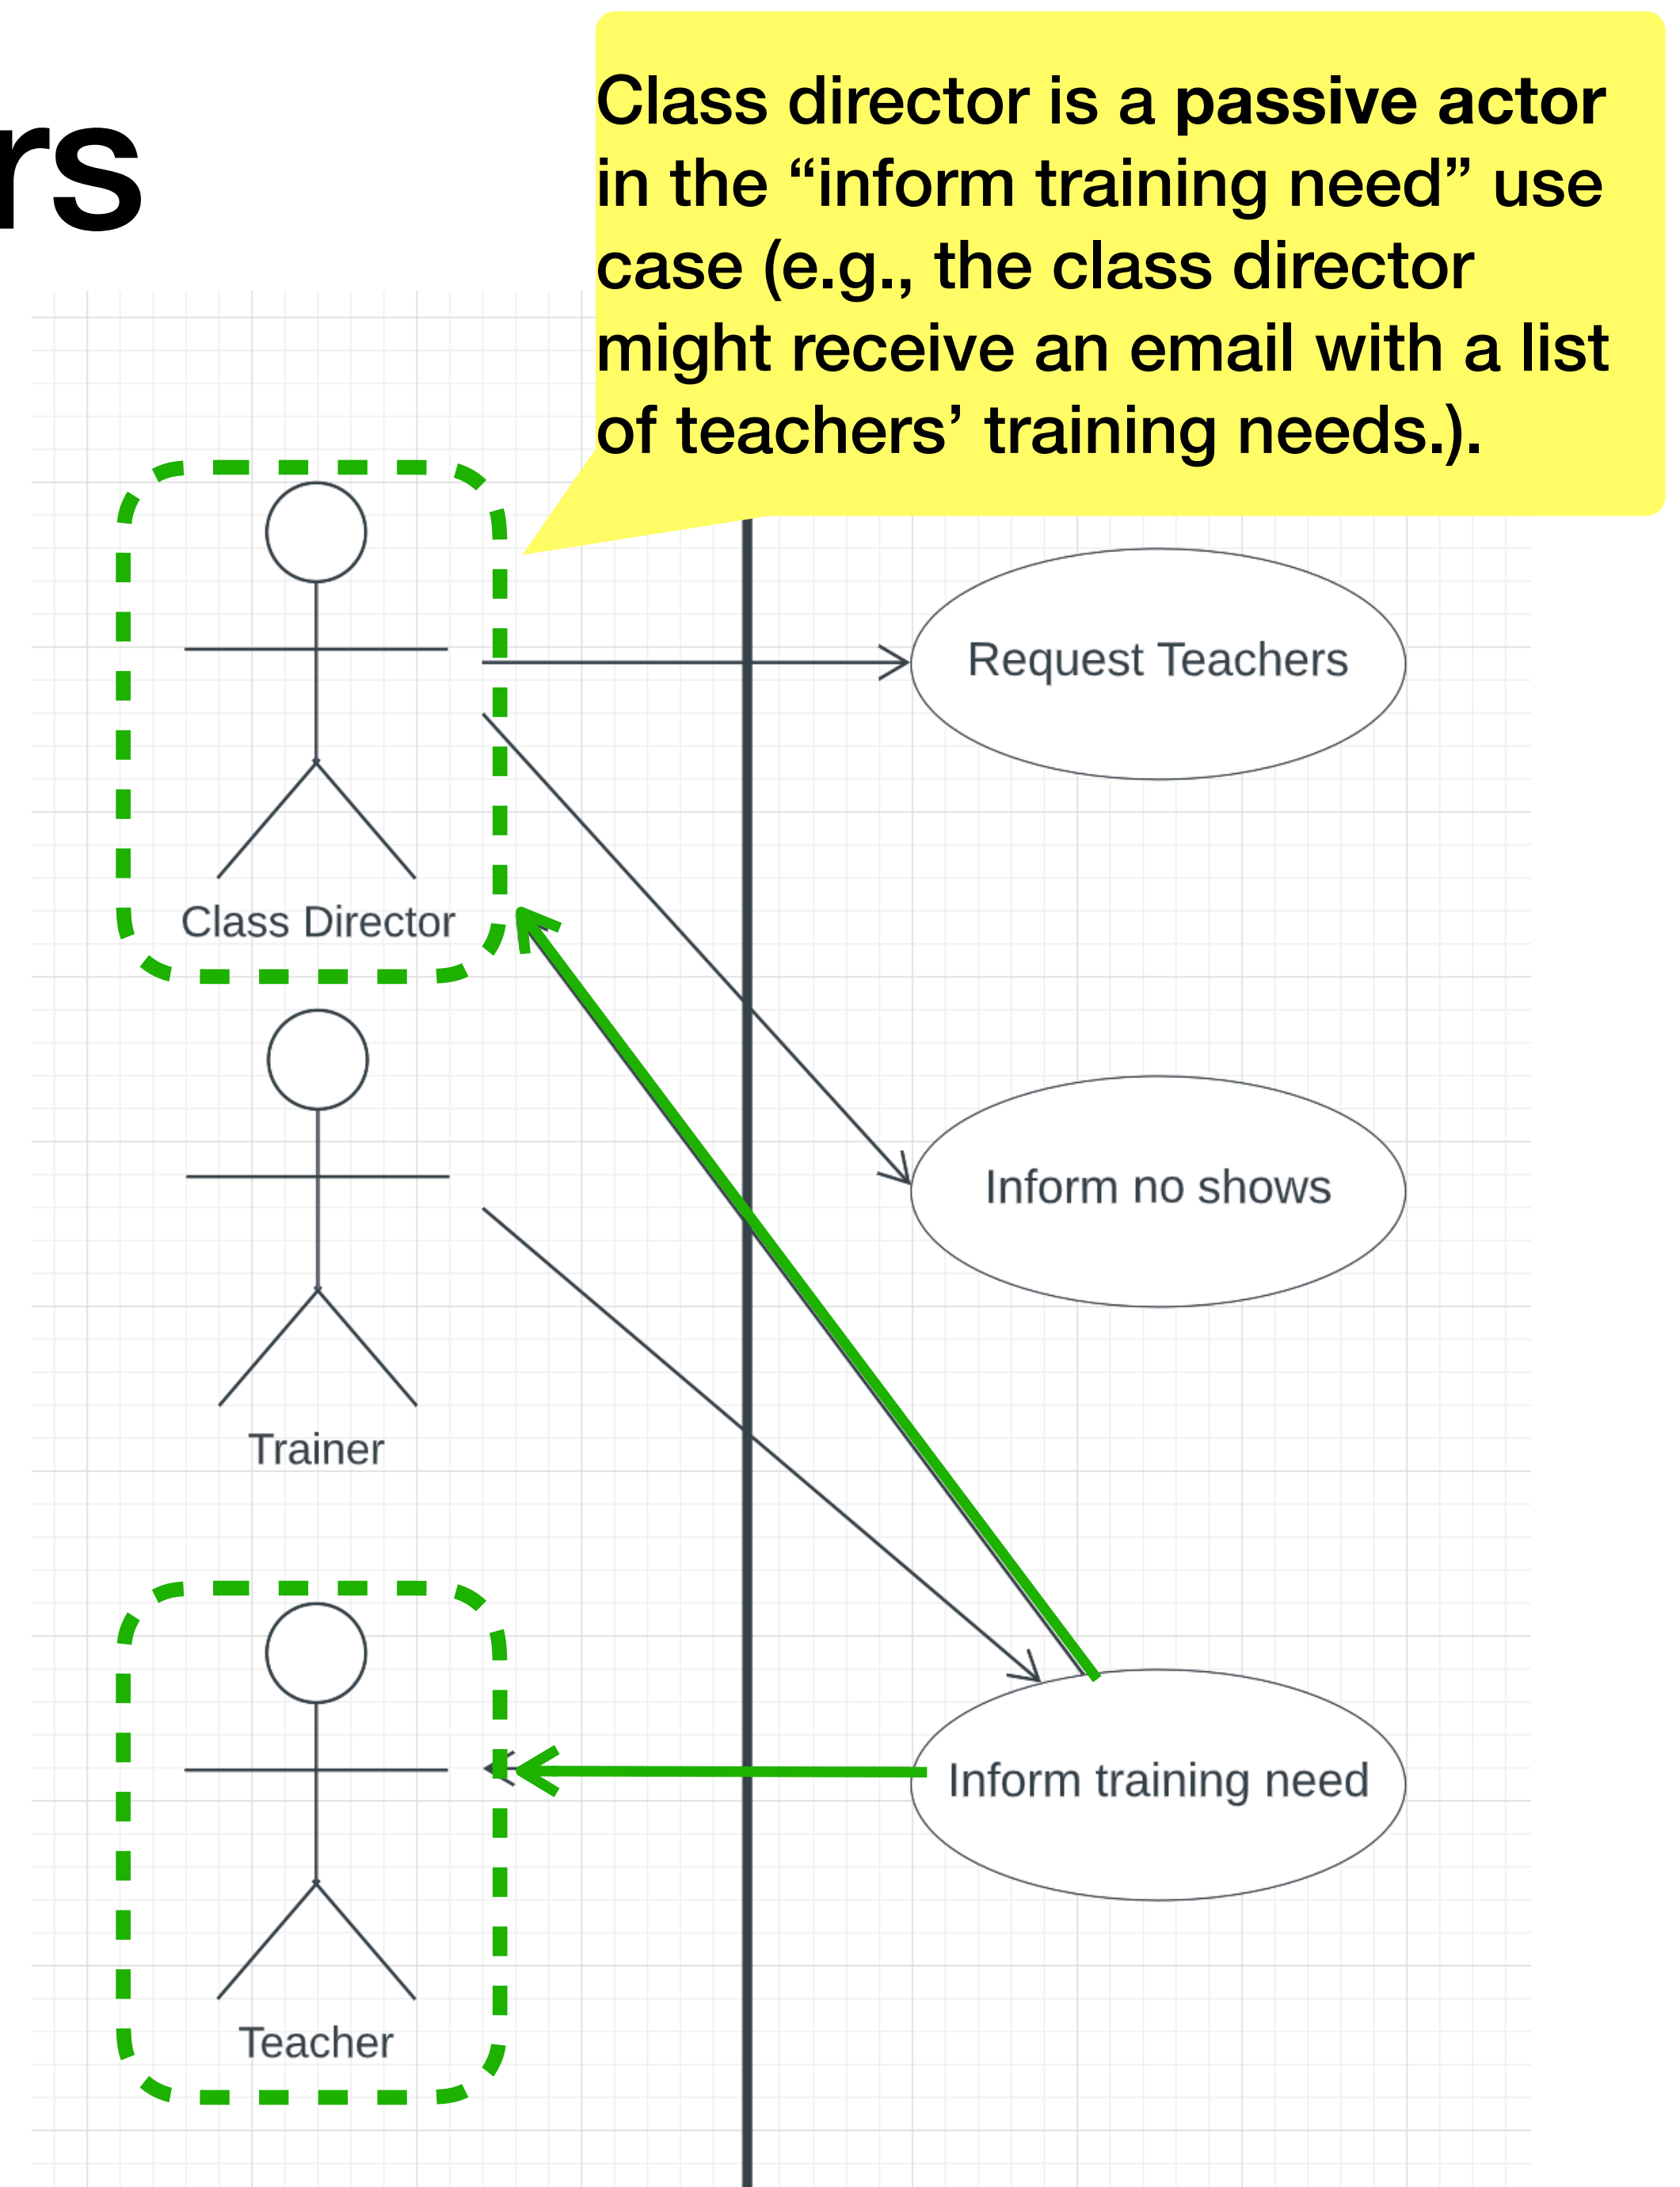 rs
Class director is a passive actor
in the “inform training need” use
case (e.g., the class director
might receive an email with a list
of teachers’ training needs.).
Request Teachers
Class Director
Inform no shows
Trainer
Inform training need
Teacher